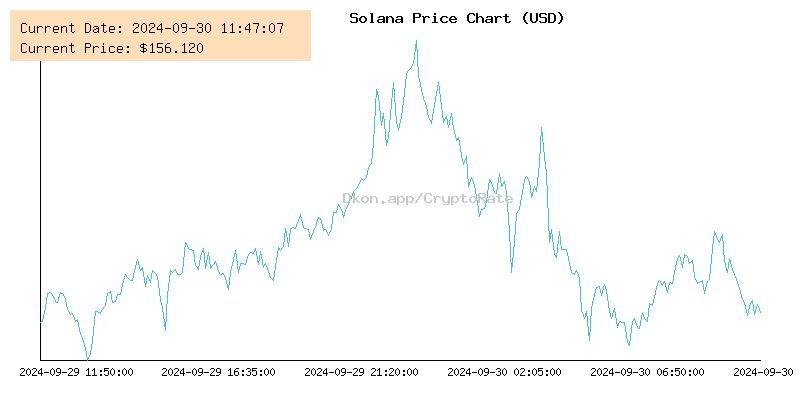 Solana Price Chart (USD)
Current Date: 2024-09-30 11:47:07
Current Price: $156.120
Dkon.app/CryptoRate
2024-09-29 11:50:00
2024-09-29 16:35:00
2024-09-29 21:20:00
2024-09-30 02:05:00
2024-09-30 06:50:00
2024-09-30